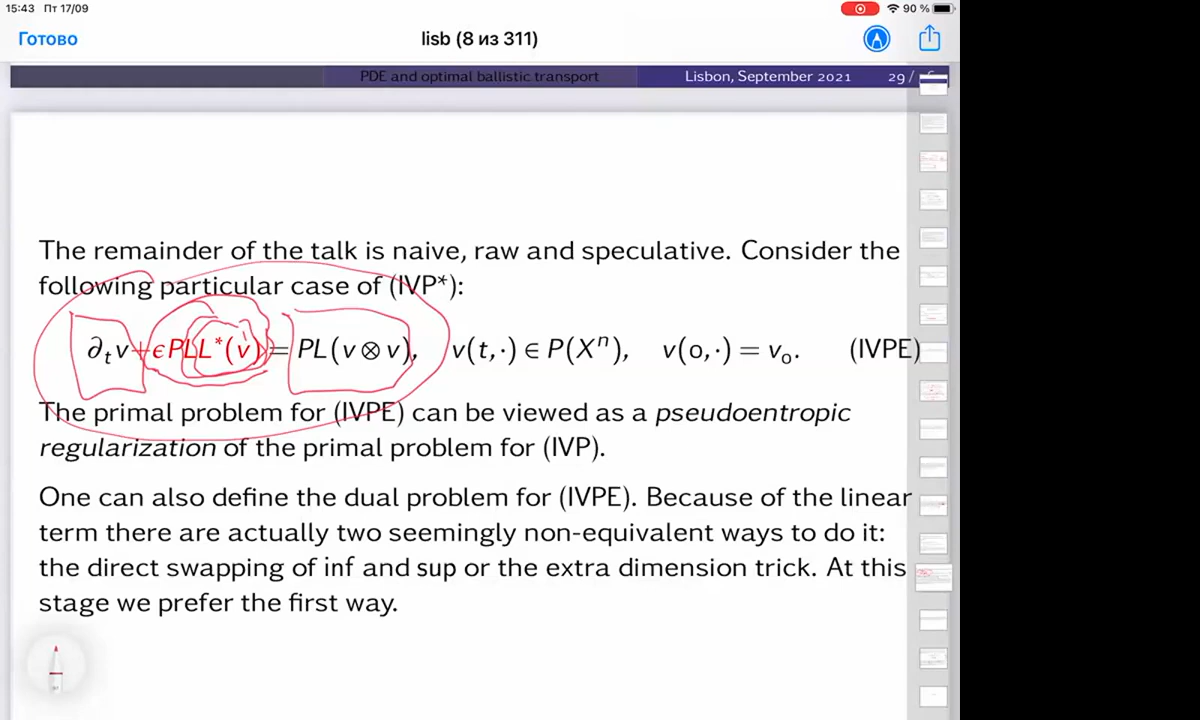 15:43 Пт 17/09 90 %
Готово lisb (8 из 311)
PDE and optimal ballistic transport Lisbon, September 2021 29 /
The remainder of the talk is naive, raw and speculative. Consider the
following particular case of (IVP*):
∂ₜv + ϵPLL*(v) = PL(v ⊗ v), v(t, ·) ∈ P(Xⁿ), v(0, ·) = v₀. (IVPE)
The primal problem for (IVPE) can be viewed as a pseudoentropic
regularization of the primal problem for (IVP).
One can also define the dual problem for (IVPE). Because of the linear
term there are actually two seemingly non-equivalent ways to do it:
the direct swapping of inf and sup or the extra dimension trick. At this
stage we prefer the first way.